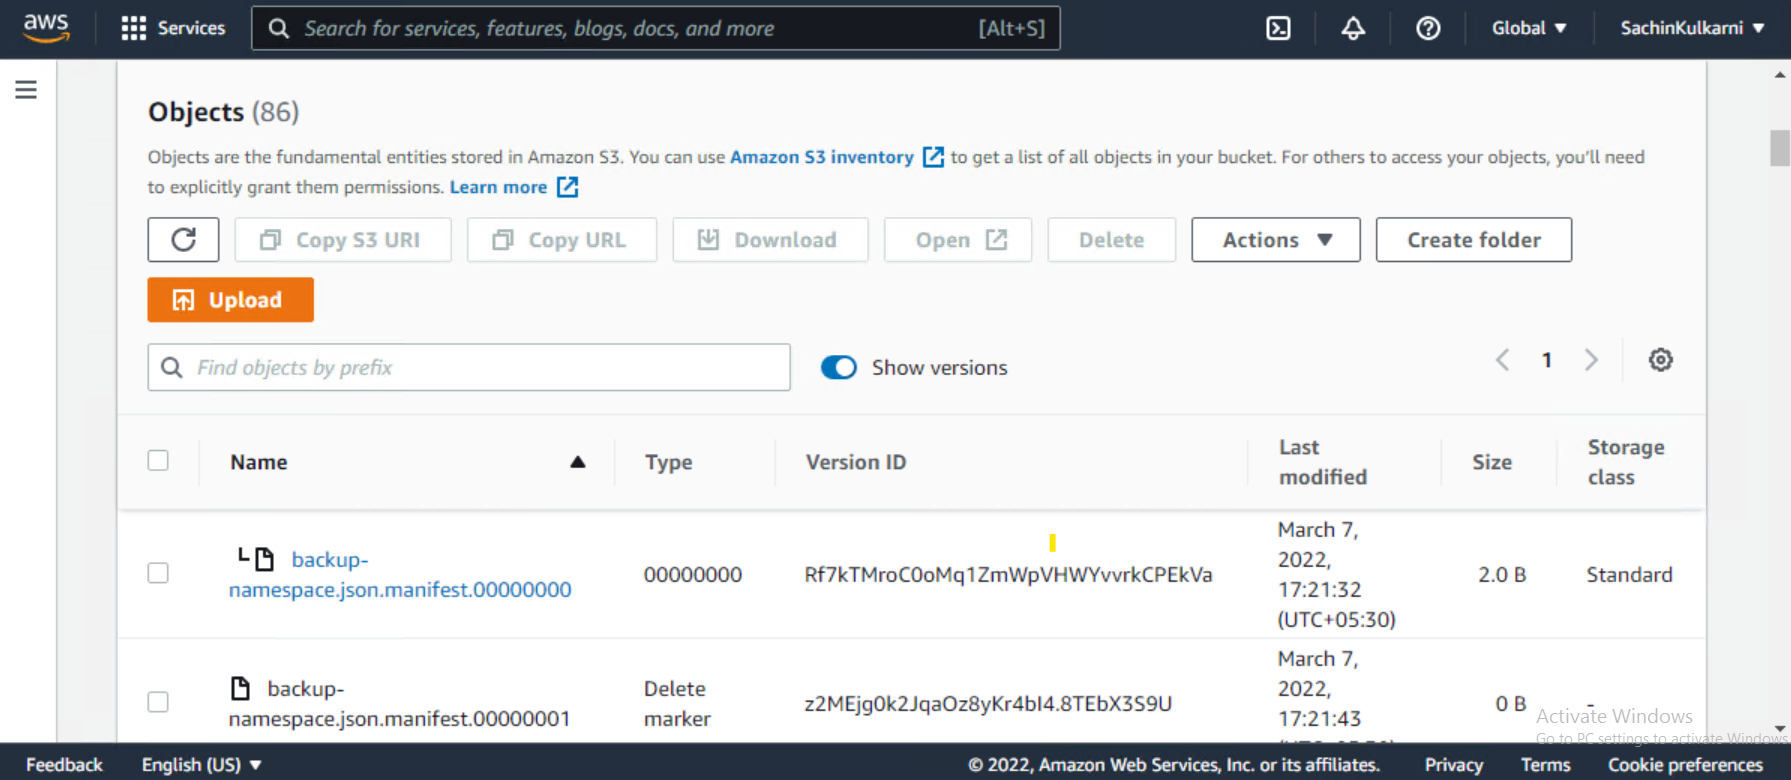 aws
Services
Search for services, features, blogs, docs, and more [Alt+S]
Global ▼
SachinKulkarni ▼
Objects (86)
Objects are the fundamental entities stored in Amazon S3. You can use Amazon S3 inventory to get a list of all objects in your bucket. For others to access your objects, you'll need
to explicitly grant them permissions. Learn more
Copy S3 URI
Copy URL
Download
Open
Delete
Actions ▼
Create folder
Upload
Find objects by prefix
Show versions
1
Name ▲
Type
Version ID
Last
modified
Size
Storage
class
backup-
namespace.json.manifest.00000000
00000000
Rf7kTMroC0oMq1ZmWpVHWYvvrkCPEkVa
March 7,
2022,
17:21:32
(UTC+05:30)
2.0 B
Standard
backup-
namespace.json.manifest.00000001
Delete
marker
z2MEjg0k2JqaOz8yKr4bI4.8TEbX3S9U
March 7,
2022,
17:21:43
0 B
-
Activate Windows
Go to PC settings to activate Windows.
Feedback
English (US) ▼
© 2022, Amazon Web Services, Inc. or its affiliates.
Privacy
Terms
Cookie preferences